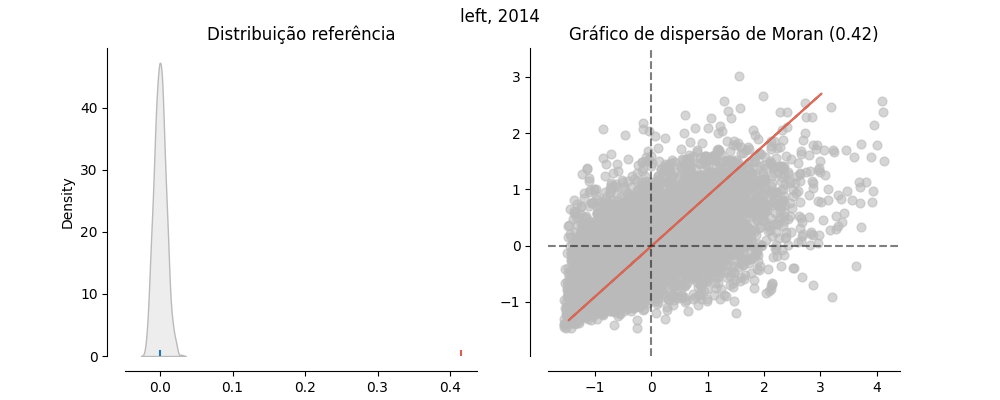 left, 2014
Distribuição referência
Gráfico de dispersão de Moran (0.42)
Density
40
30
20
10
0
0.0 0.1 0.2 0.3 0.4
3
2
1
0
−1
−1 0 1 2 3 4